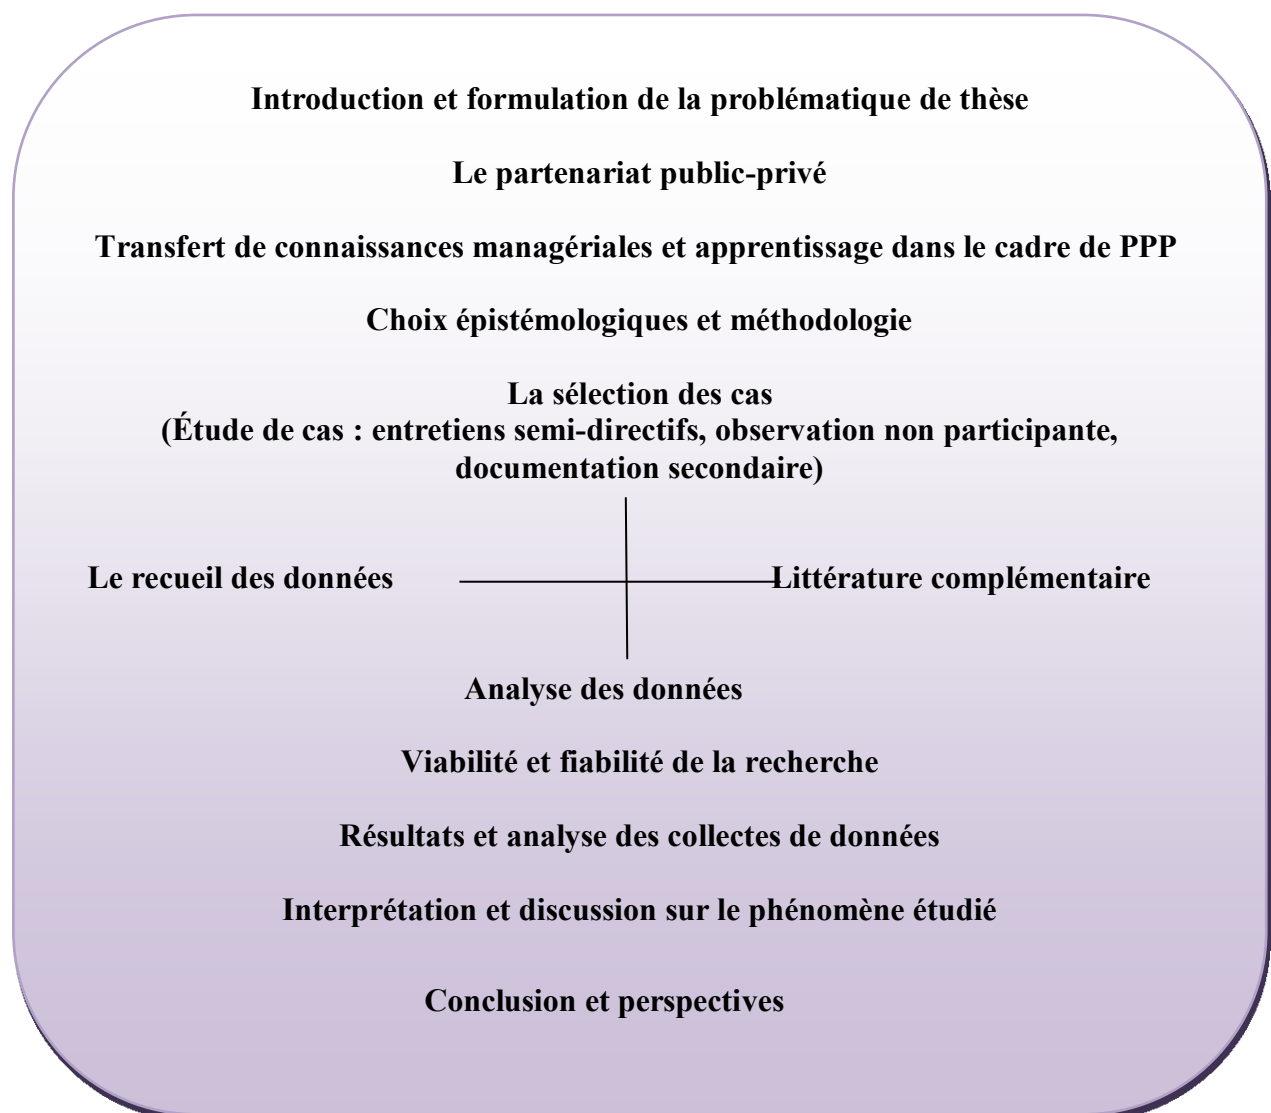 Introduction et formulation de la problématique de thèse
Le partenariat public-privé
Transfert de connaissances managériales et apprentissage dans le cadre de PPP
Choix épistémologiques et méthodologie
La sélection des cas
(Étude de cas : entretiens semi-directifs, observation non participante,
documentation secondaire)
Le recueil des données
Littérature complémentaire
Analyse des données
Viabilité et fiabilité de la recherche
Résultats et analyse des collectes de données
Interprétation et discussion sur le phénomène étudié
Conclusion et perspectives